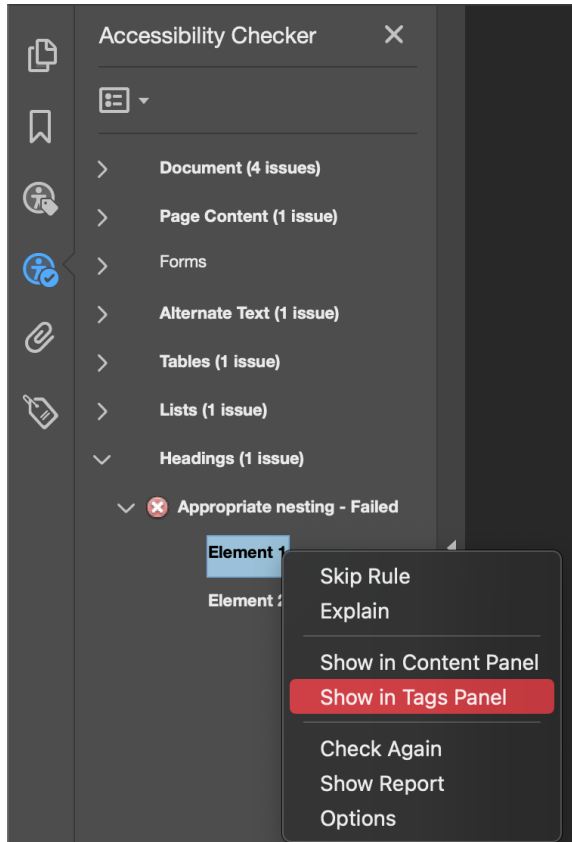 Accessibility Checker
Document (4 issues)
Page Content (1 issue)
Forms
Alternate Text (1 issue)
Tables (1 issue)
Lists (1 issue)
Headings (1 issue)
Appropriate nesting - Failed
Element 1
Element 2
Skip Rule
Explain
Show in Content Panel
Show in Tags Panel
Check Again
Show Report
Options